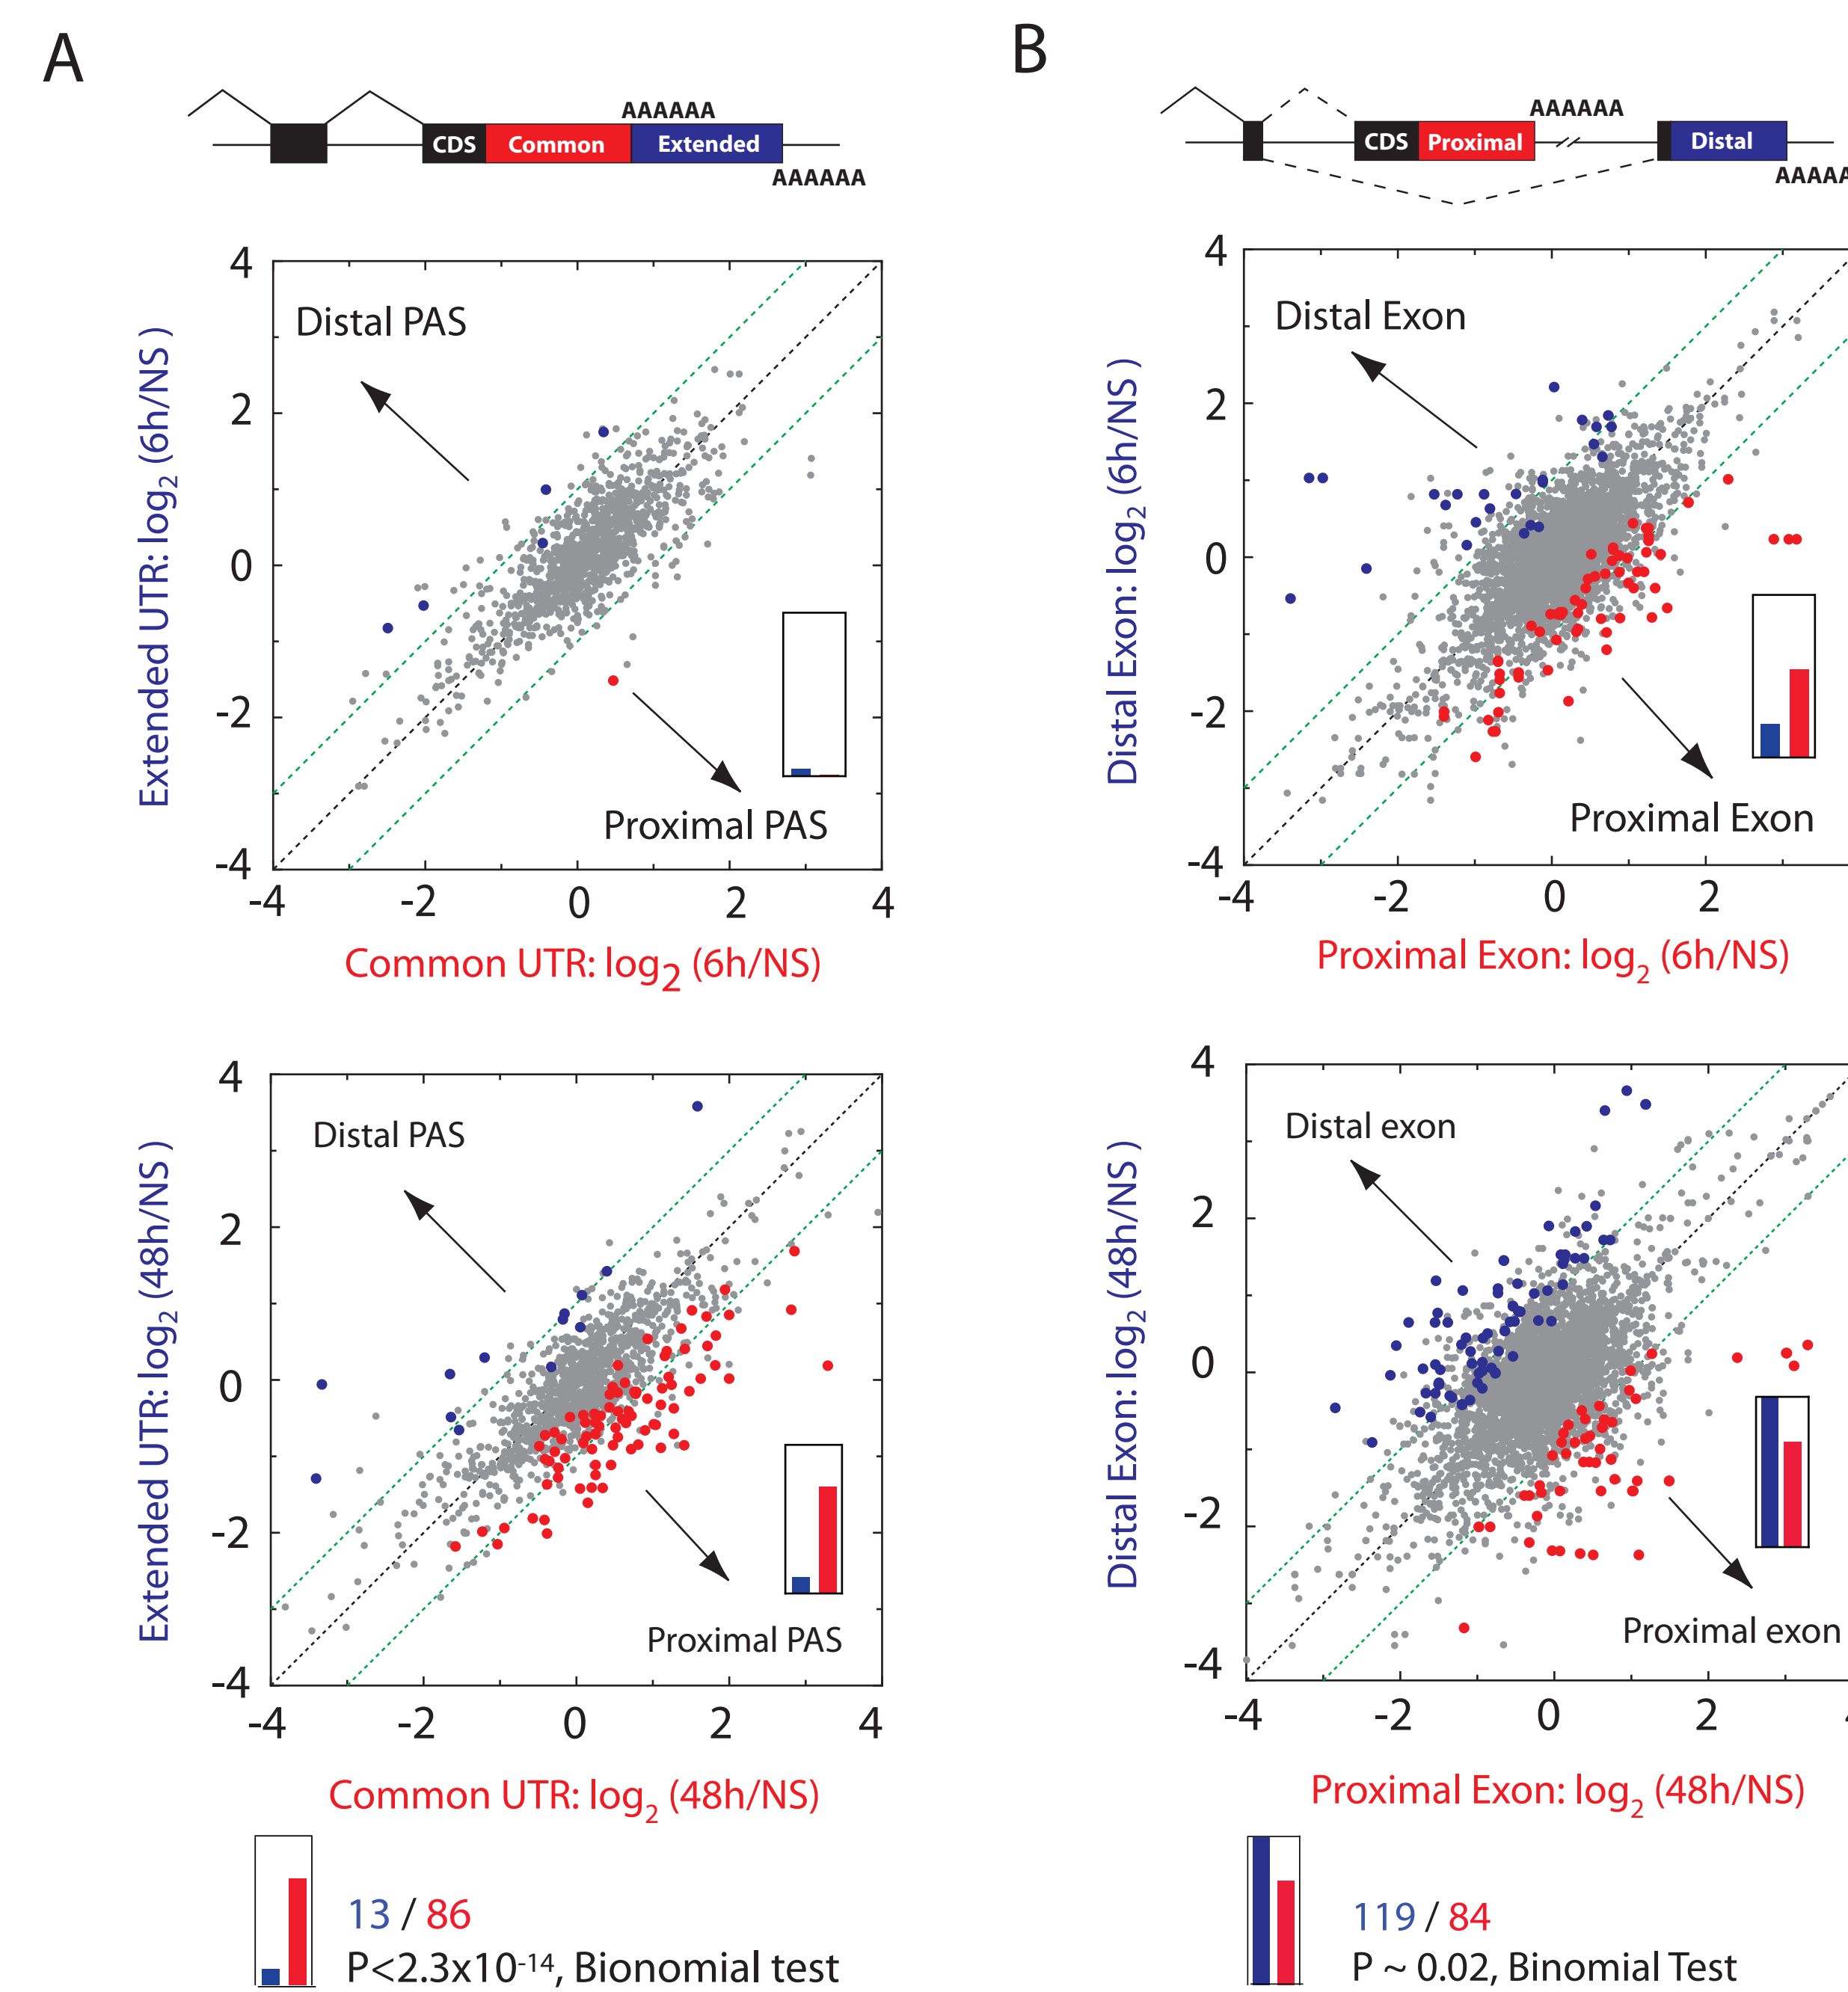 A
AAAAAA
CDS Common Extended
AAAAAA
4
2
0
-2
-4
Extended UTR: log2 (6h/NS )
Distal PAS
Proximal PAS
-4 -2 0 2 4
Common UTR: log2 (6h/NS)
4
2
0
-2
-4
Extended UTR: log2 (48h/NS )
Distal PAS
Proximal PAS
-4 -2 0 2 4
Common UTR: log2 (48h/NS)
13 / 86
P<2.3x10-14, Bionomial test
B
AAAAAA
CDS Proximal Distal
AAAAA
4
2
0
-2
-4
Distal Exon: log2 (6h/NS )
Distal Exon
Proximal Exon
-4 -2 0 2
Proximal Exon: log2 (6h/NS)
4
2
0
-2
-4
Distal Exon: log2 (48h/NS )
Distal exon
Proximal exon
-4 -2 0 2
Proximal Exon: log2 (48h/NS)
119 / 84
P ~ 0.02, Binomial Test